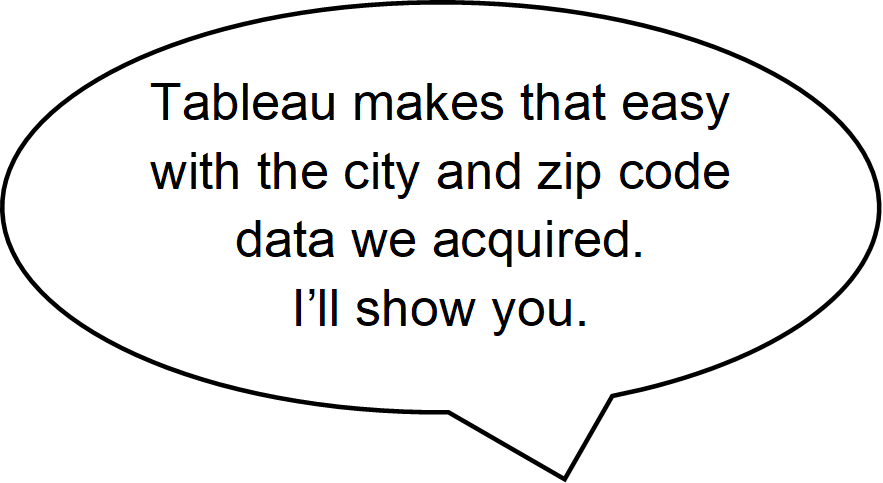 Tableau makes that easy
with the city and zip code
data we acquired.
I’ll show you.